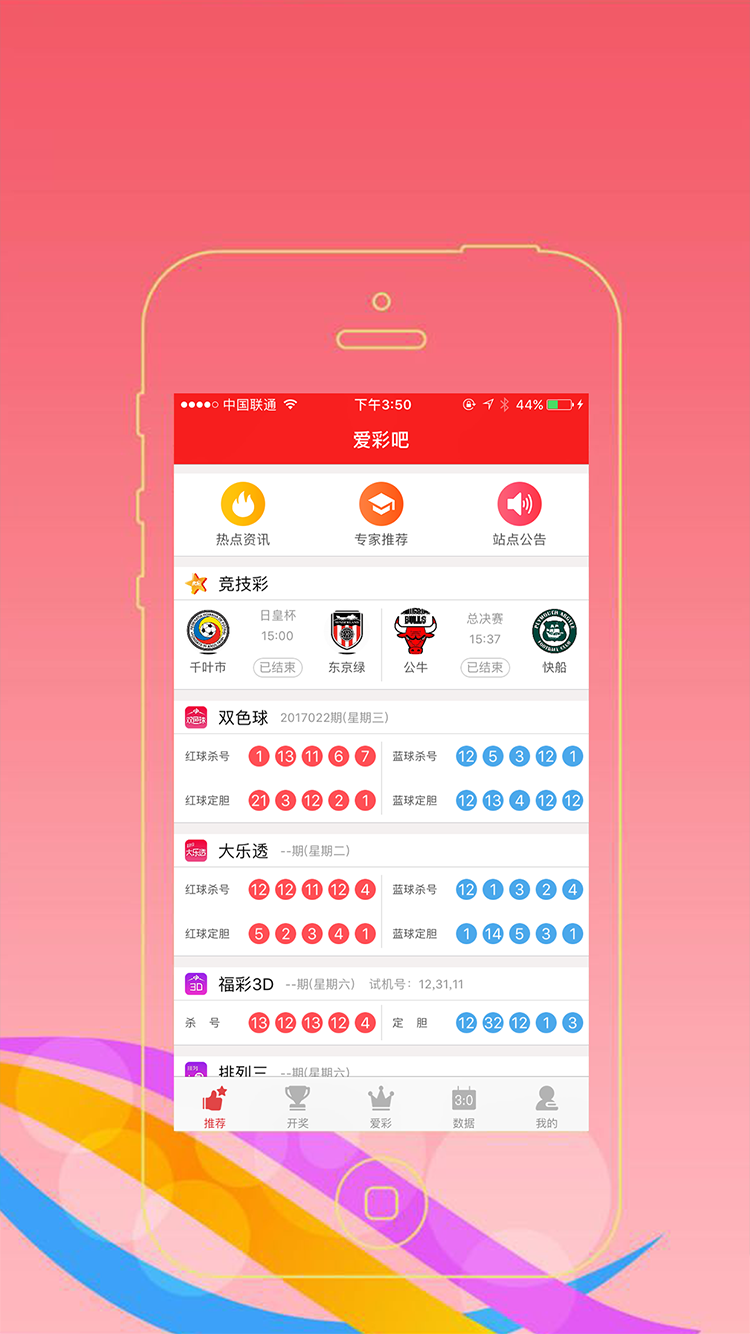 中国联通 下午3:50 44%
爱彩吧
热点资讯 专家推荐 站点公告
竞技彩
日皇杯 总决赛
15:00 15:37
BULLS
千叶市 已结束 东京绿 公牛 已结束 快船
双色球 2017022期(星期三)
红球杀号 1 13 11 6 7 蓝球杀号 12 5 3 12 1
红球定胆 21 3 12 2 1 蓝球定胆 12 13 4 12 12
大乐透 --期(星期二)
红球杀号 12 12 11 12 4 蓝球杀号 12 1 3 2 4
红球定胆 5 2 3 4 1 蓝球定胆 1 14 5 3 1
3D 福彩3D --期(星期六) 试机号：12,31,11
杀 号 13 12 13 12 4 定 胆 12 32 12 1 3
排列三 --期(星期六)
3:0
推荐 开奖 爱彩 数据 我的